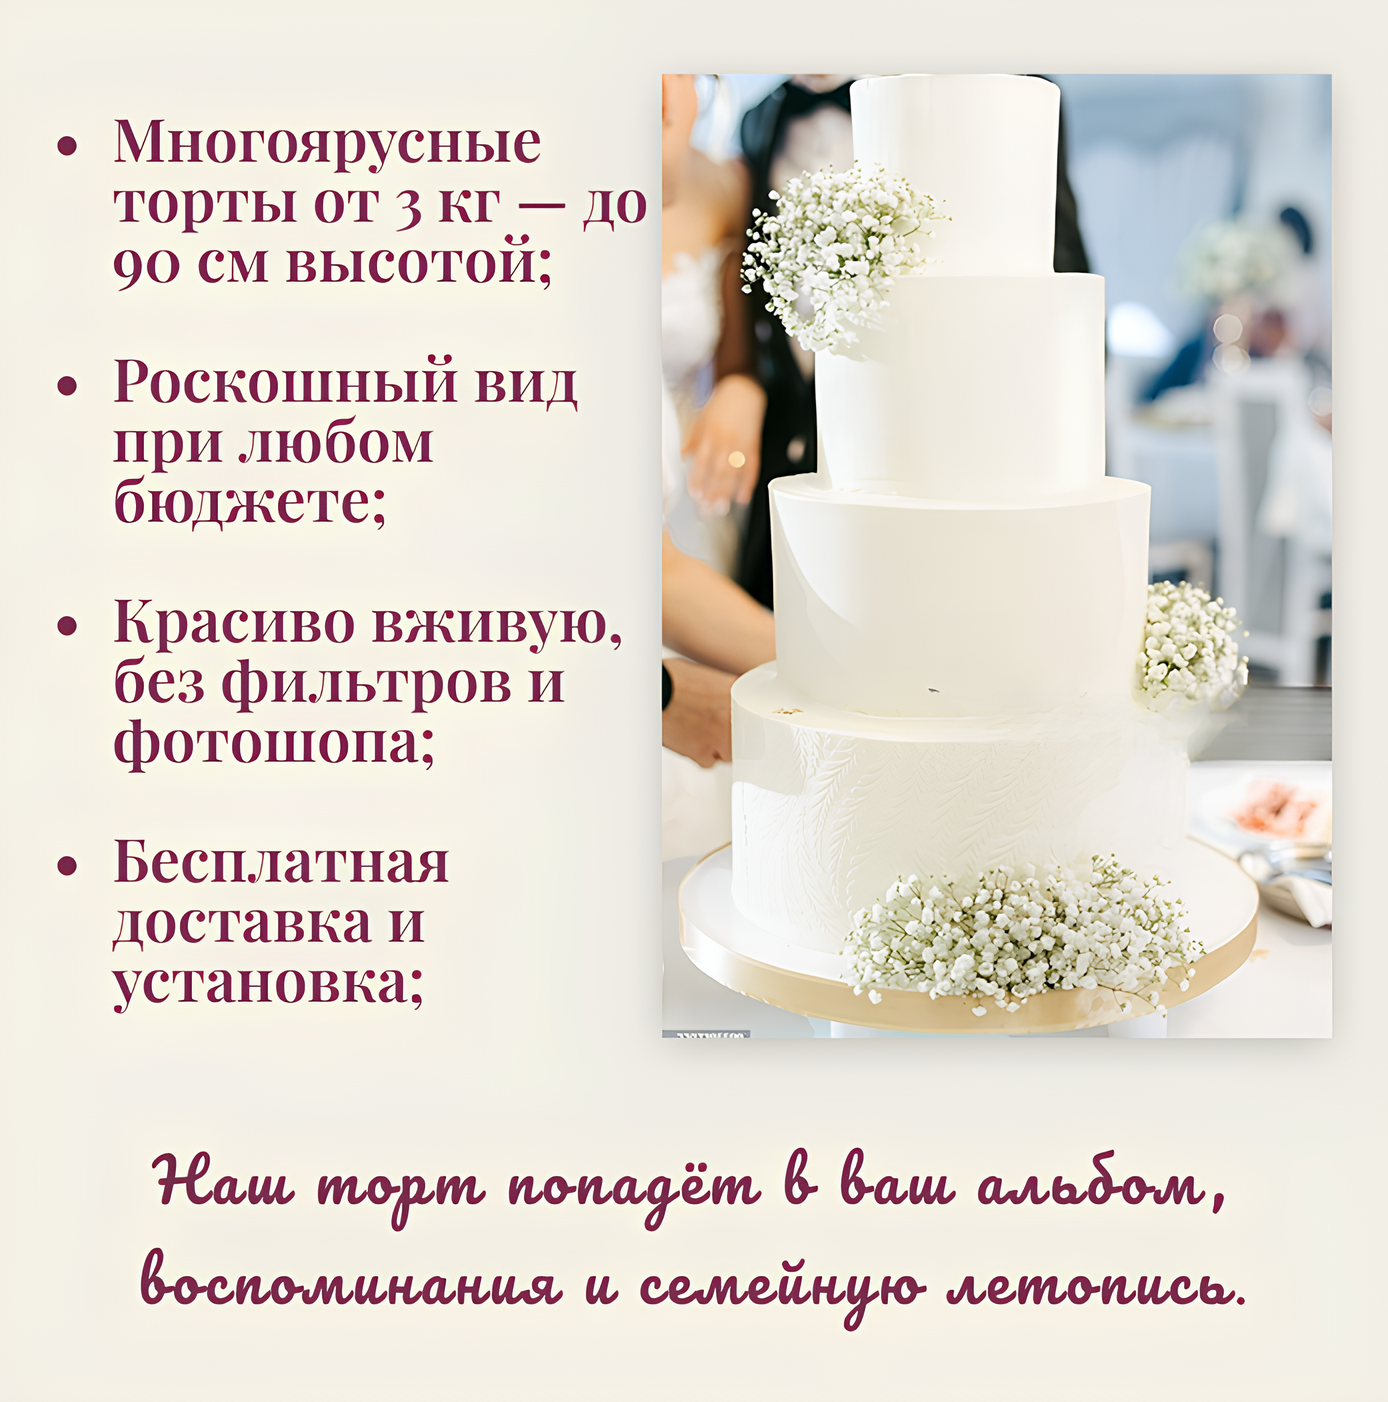 • Многоярусные
торты от 3 кг — до
90 см высотой;
• Роскошный вид
при любом
бюджете;
• Красиво вживую,
без фильтров и
фотошопа;
• Бесплатная
доставка и
установка;
Наш торт попадёт в ваш альбом,
воспоминания и семейную летопись.